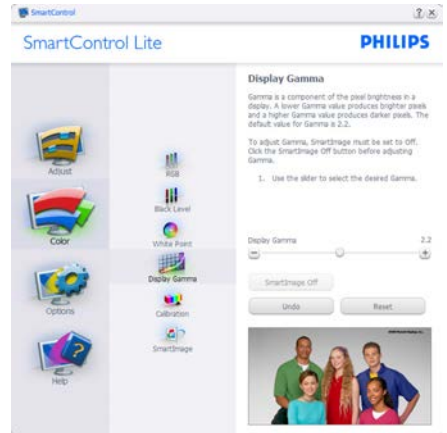 SmartControl
SmartControl Lite
PHILIPS
Adjust
Color
Options
Help
RGB
Black Level
White Point
Display Gamma
Calibration
SmartImage
Display Gamma
Gamma is a component of the pixel brightness in a
display. A lower Gamma value produces brighter pixels
and a higher Gamma value produces darker pixels. The
default value for Gamma is 2.2.
To adjust Gamma, SmartImage must be set to Off.
Click the SmartImage Off button before adjusting
Gamma.
1. Use the slider to select the desired Gamma.
Display Gamma 2.2
SmartImage Off
Undo Reset